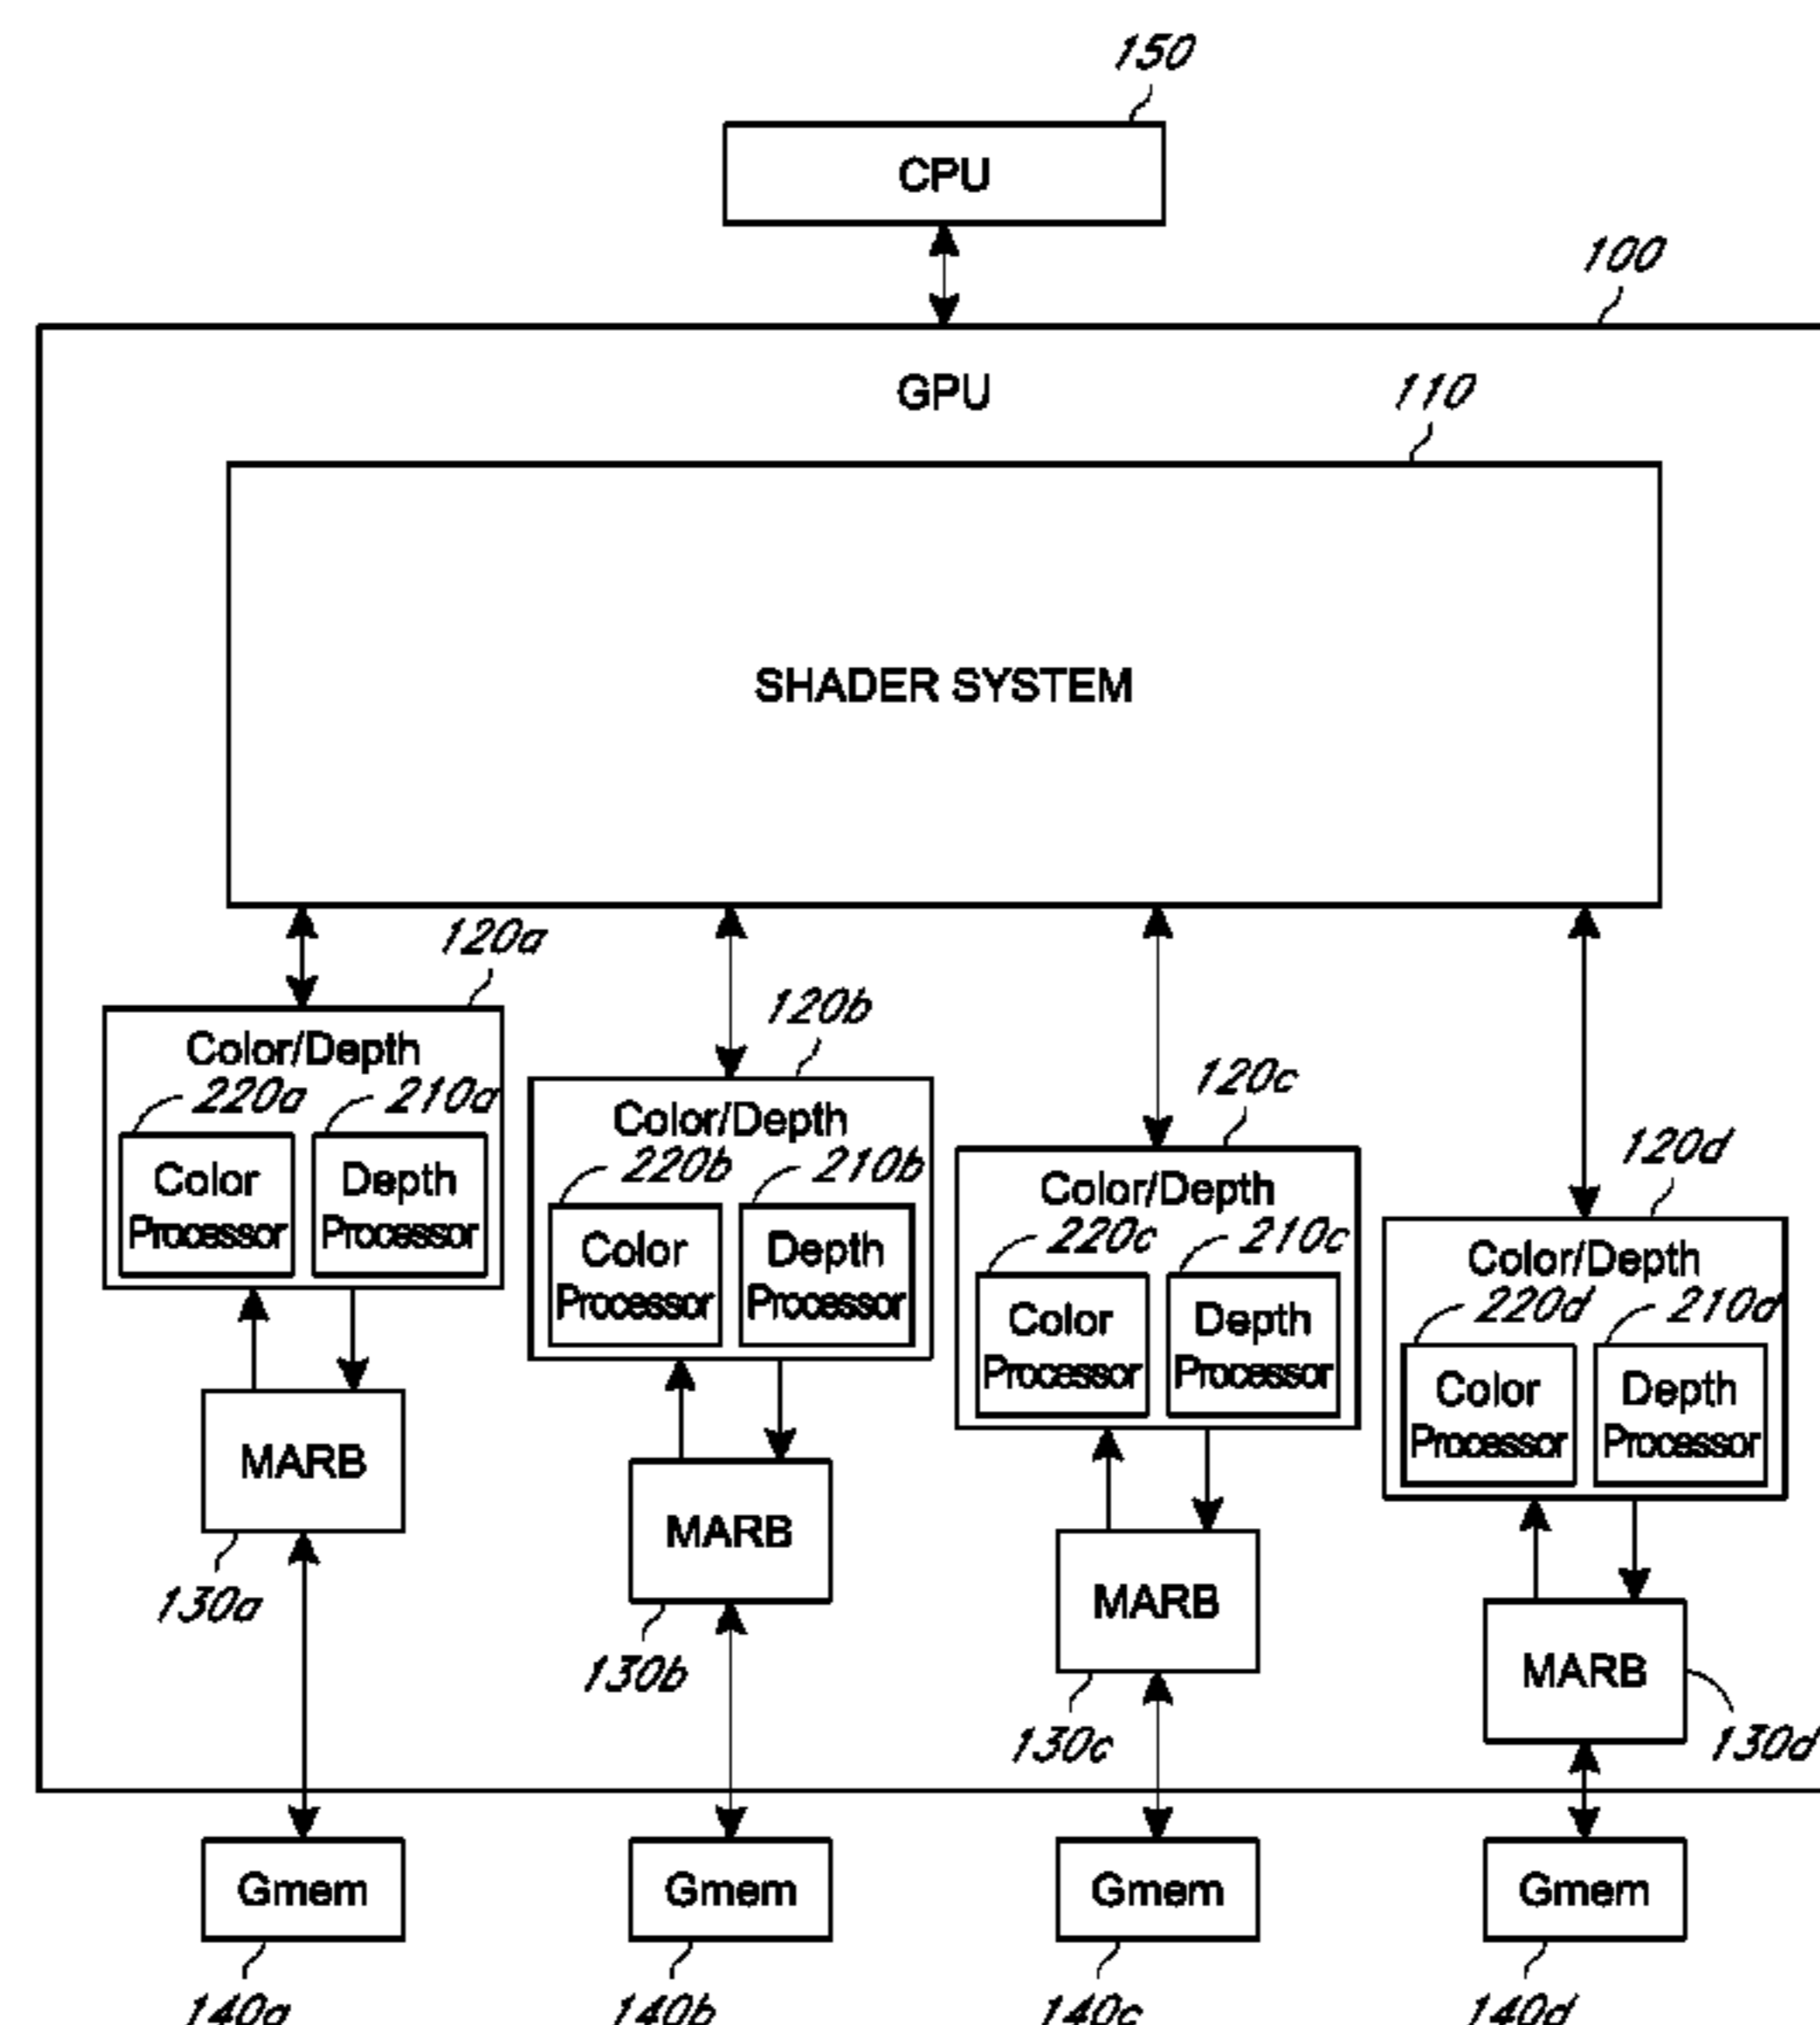 150
CPU
100
GPU
110
SHADER SYSTEM
120a
Color/Depth
220a 210a
Color Processor
Depth Processor
120b
Color/Depth
220b 210b
Color Processor
Depth Processor
120c
Color/Depth
220c 210c
Color Processor
Depth Processor
120d
Color/Depth
220d 210d
Color Processor
Depth Processor
MARB
130a
MARB
130b
MARB
130c
MARB
130d
Gmem
Gmem
Gmem
Gmem
140a
140b
140c
140d